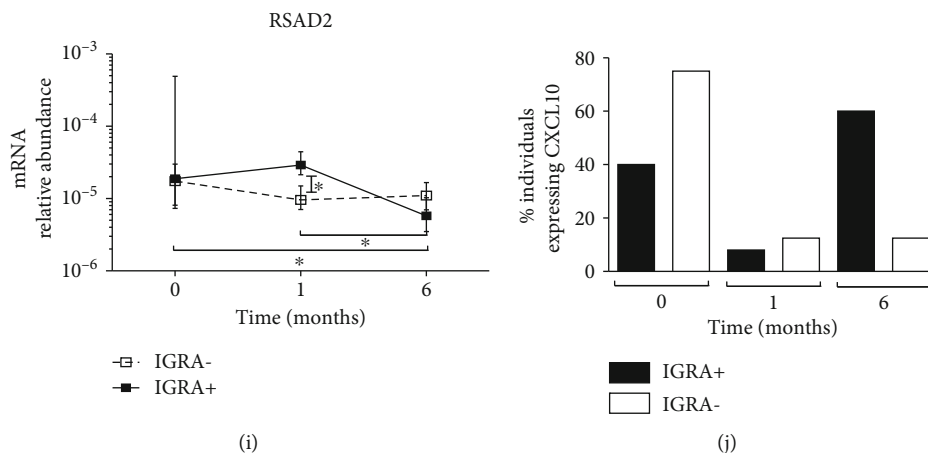 RSAD2
mRNA
relative abundance
10⁻³
10⁻⁴
10⁻⁵
10⁻⁶
*
*
*
0 1 6
Time (months)
IGRA-
IGRA+
(i)
% individuals
expressing CXCL10
80
60
40
20
0
0 1 6
Time (months)
IGRA+
IGRA-
(j)